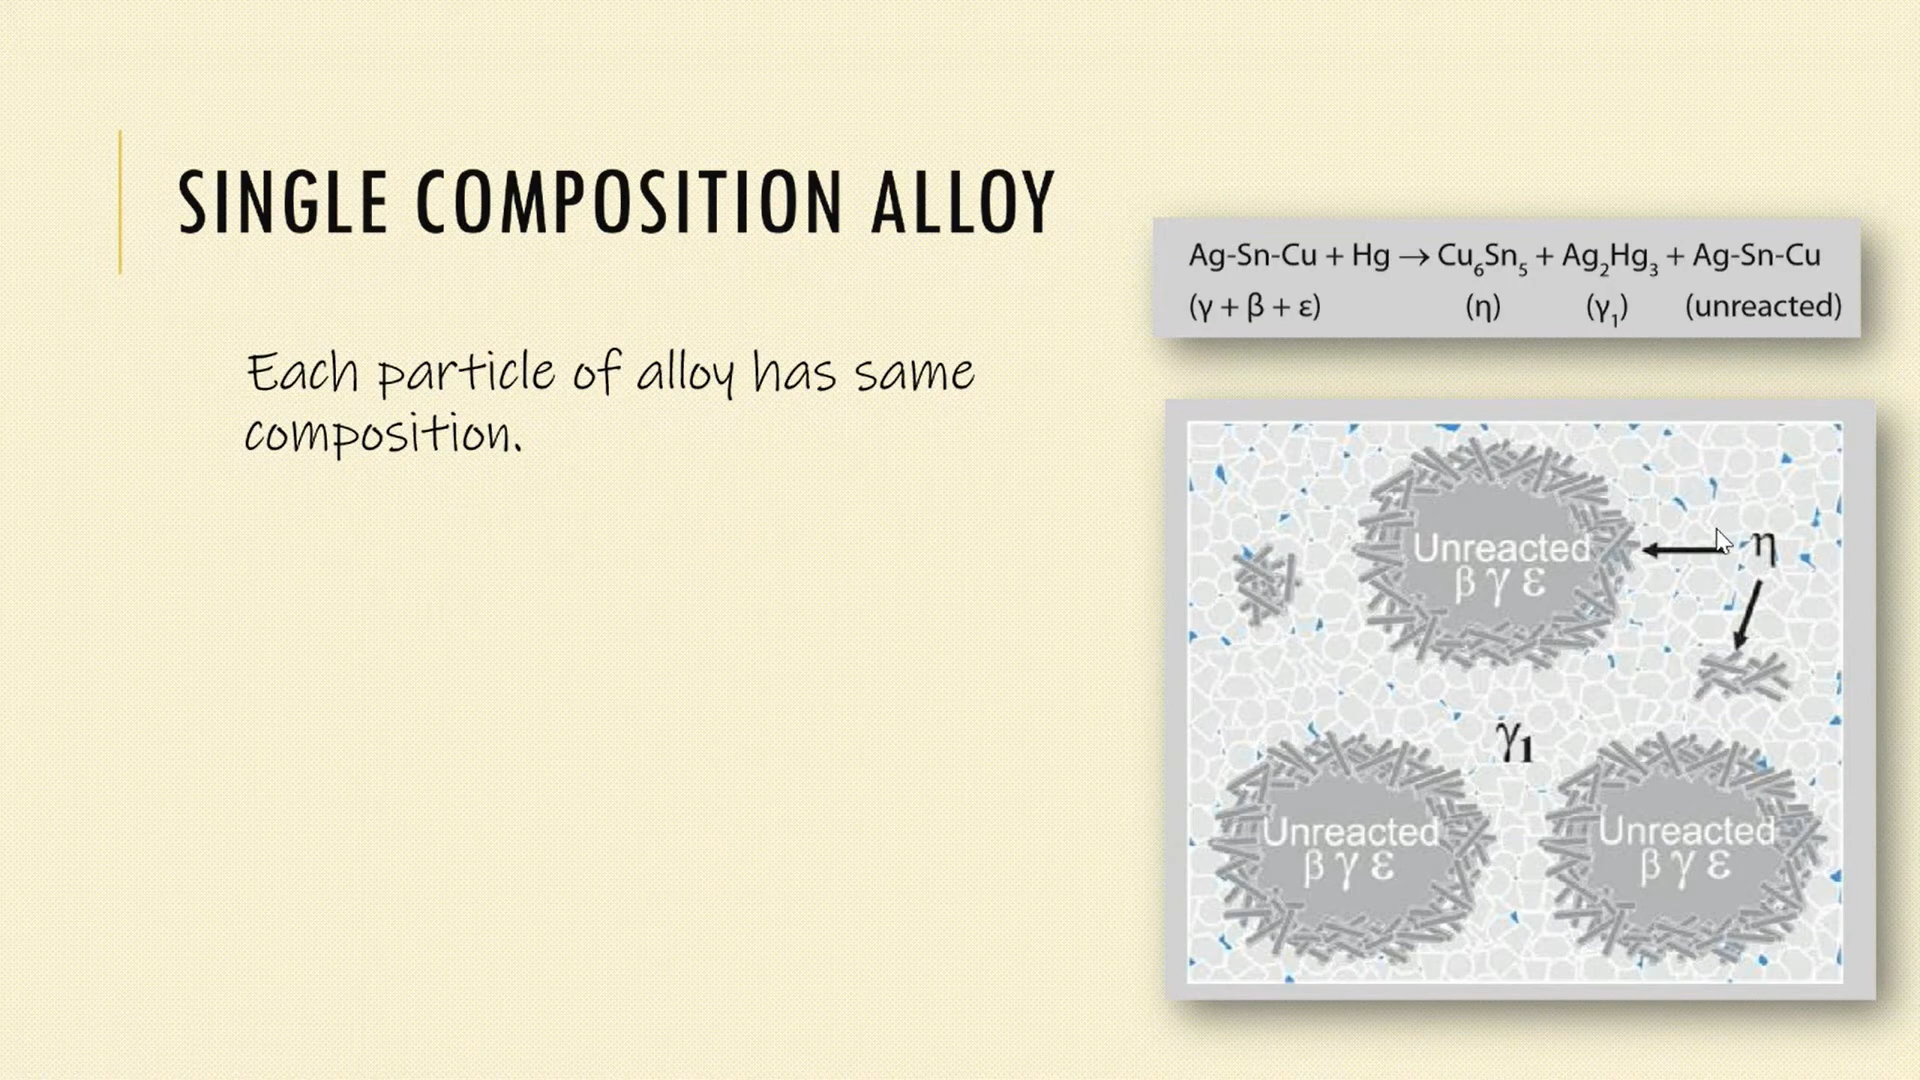 SINGLE COMPOSITION ALLOY
Each particle of alloy has same
composition.
Ag-Sn-Cu + Hg → Cu₆Sn₅ + Ag₂Hg₃ + Ag-Sn-Cu
(γ + β + ε) (η) (γ₁) (unreacted)
Unreacted
β γ ε
η
γ₁
Unreacted
β γ ε
Unreacted
β γ ε